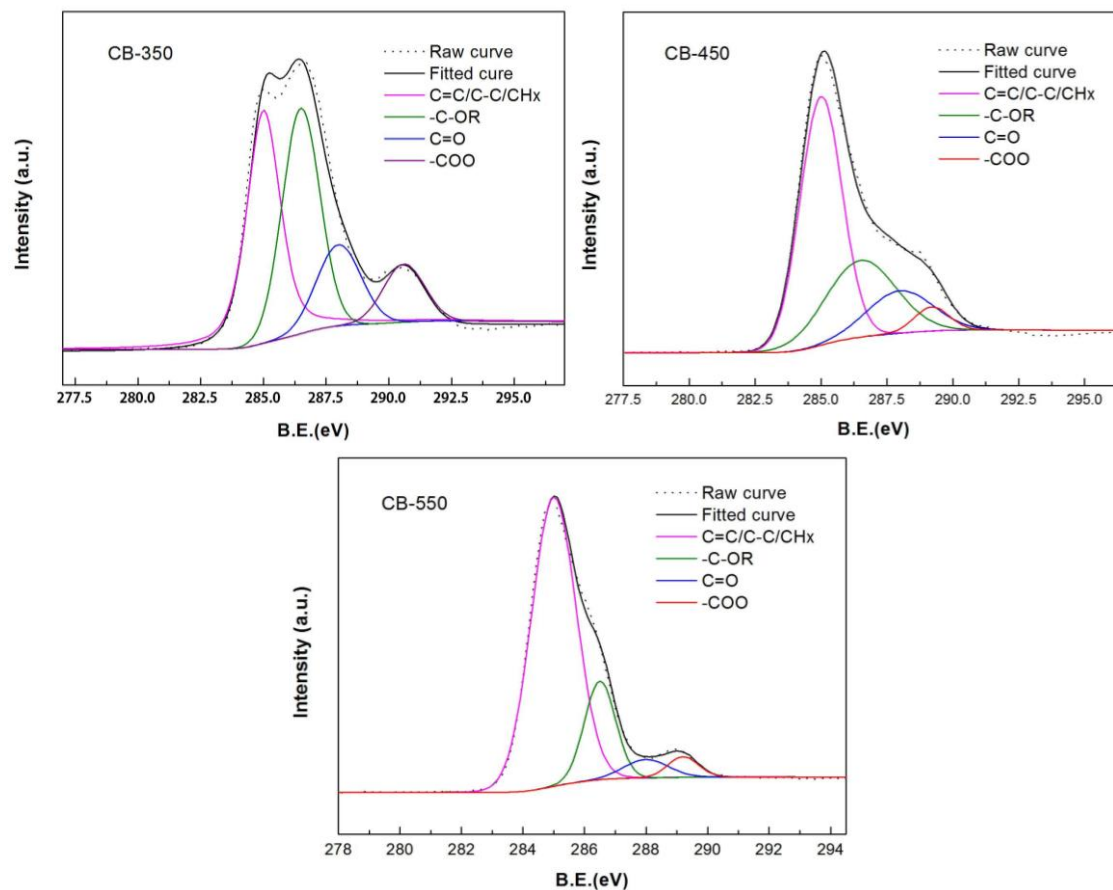 CB-350
Raw curve
Fitted cure
C=C/C-C/CHx
-C-OR
C=O
-COO
Intensity (a.u.)
277.5 280.0 282.5 285.0 287.5 290.0 292.5 295.0
B.E.(eV)
CB-450
Raw curve
Fitted curve
C=C/C-C/CHx
-C-OR
C=O
-COO
Intensity (a.u.)
277.5 280.0 282.5 285.0 287.5 290.0 292.5 295.0
B.E.(eV)
CB-550
Raw curve
Fitted curve
C=C/C-C/CHx
-C-OR
C=O
-COO
Intensity (a.u.)
278 280 282 284 286 288 290 292 294
B.E.(eV)